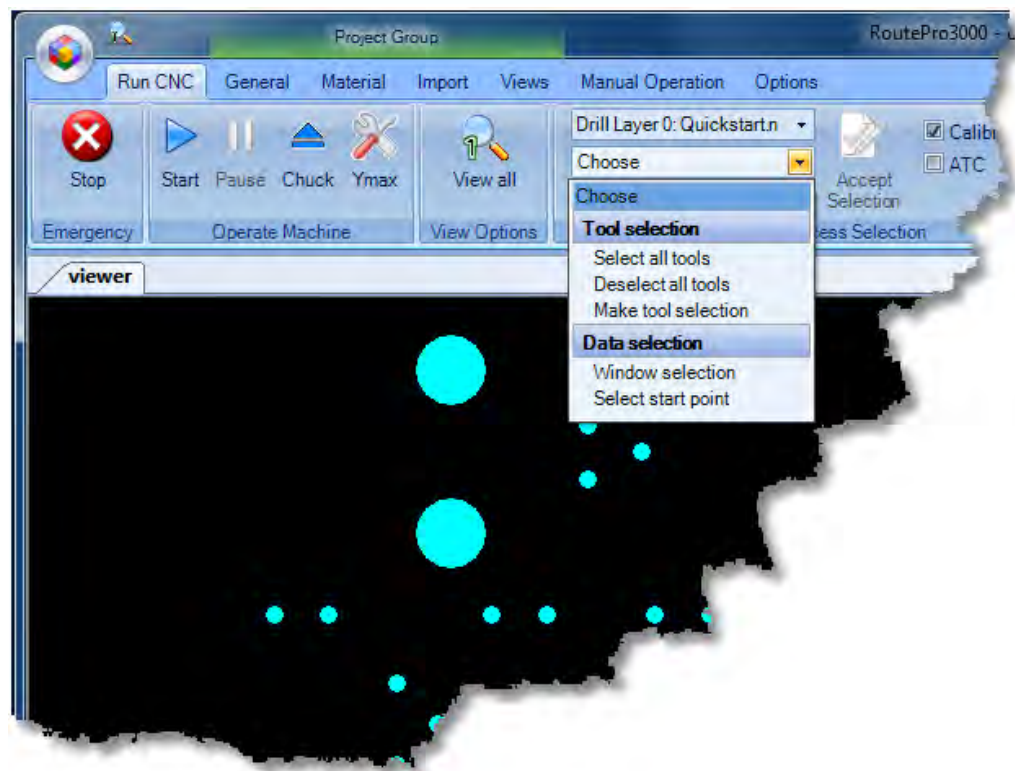 Project Group
RoutePro3000 -
Run CNC General Material Import Views Manual Operation Options
Drill Layer 0: Quickstart.n
Choose
Stop Start Pause Chuck Ymax View all
Accept Selection
Calib
ATC
Choose
Emergency Operate Machine View Options Selection
Tool selection
Select all tools
Deselect all tools
Make tool selection
Data selection
Window selection
Select start point
viewer